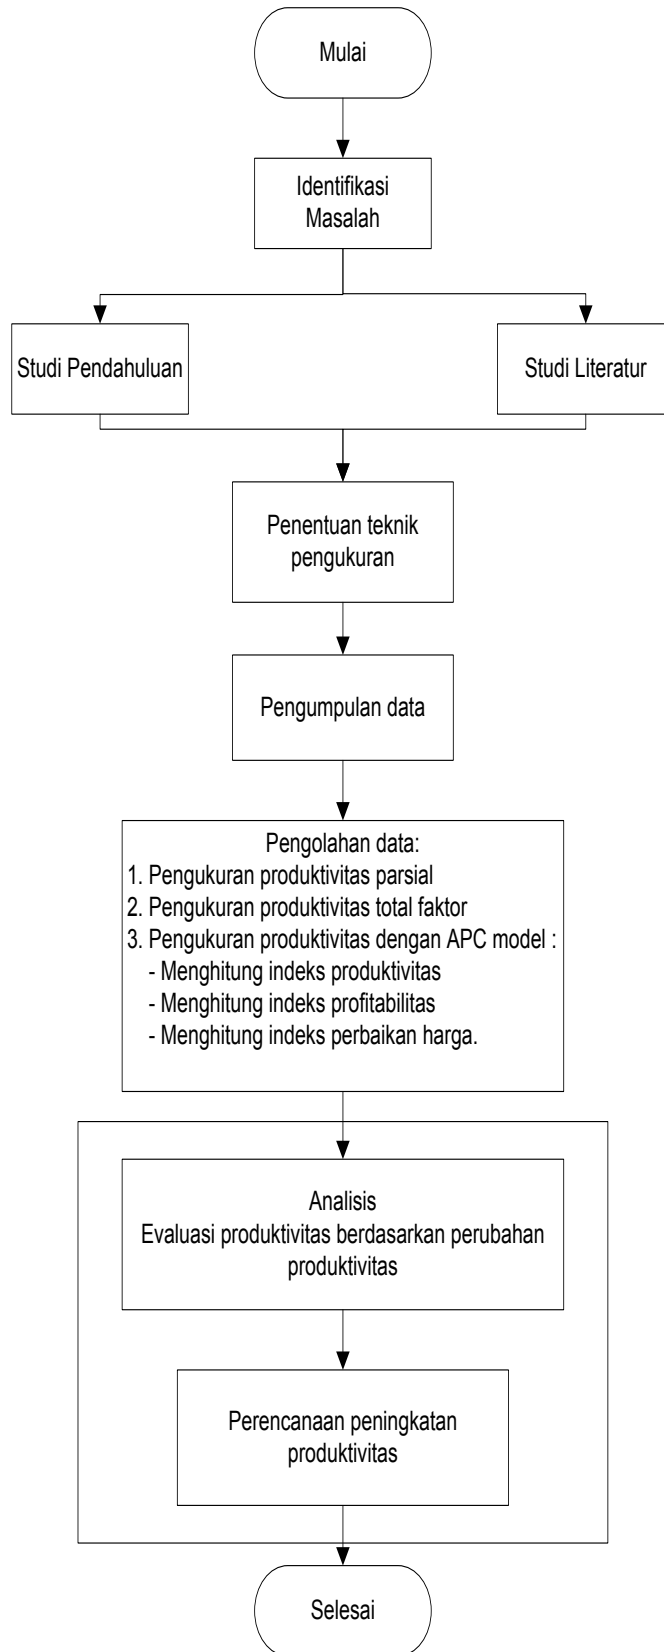 Mulai
Identifikasi
Masalah
Studi Pendahuluan
Studi Literatur
Penentuan teknik
pengukuran
Pengumpulan data
Pengolahan data:
1. Pengukuran produktivitas parsial
2. Pengukuran produktivitas total faktor
3. Pengukuran produktivitas dengan APC model :
- Menghitung indeks produktivitas
- Menghitung indeks profitabilitas
- Menghitung indeks perbaikan harga.
Analisis
Evaluasi produktivitas berdasarkan perubahan
produktivitas
Perencanaan peningkatan
produktivitas
Selesai